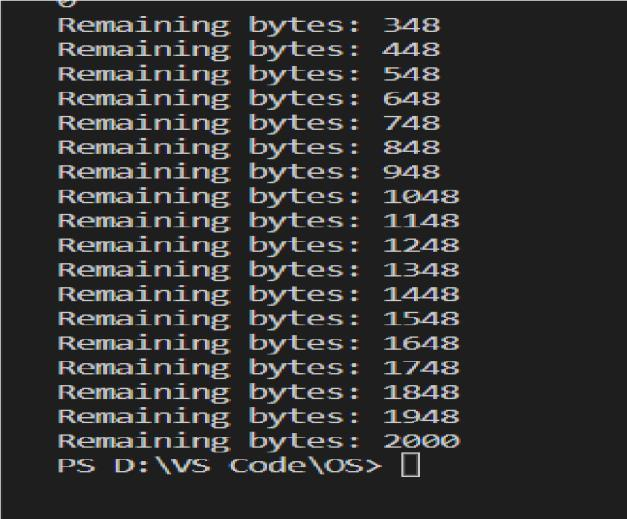 0
Remaining bytes: 348
Remaining bytes: 448
Remaining bytes: 548
Remaining bytes: 648
Remaining bytes: 748
Remaining bytes: 848
Remaining bytes: 948
Remaining bytes: 1048
Remaining bytes: 1148
Remaining bytes: 1248
Remaining bytes: 1348
Remaining bytes: 1448
Remaining bytes: 1548
Remaining bytes: 1648
Remaining bytes: 1748
Remaining bytes: 1848
Remaining bytes: 1948
Remaining bytes: 2000
PS D:\VS Code\OS>